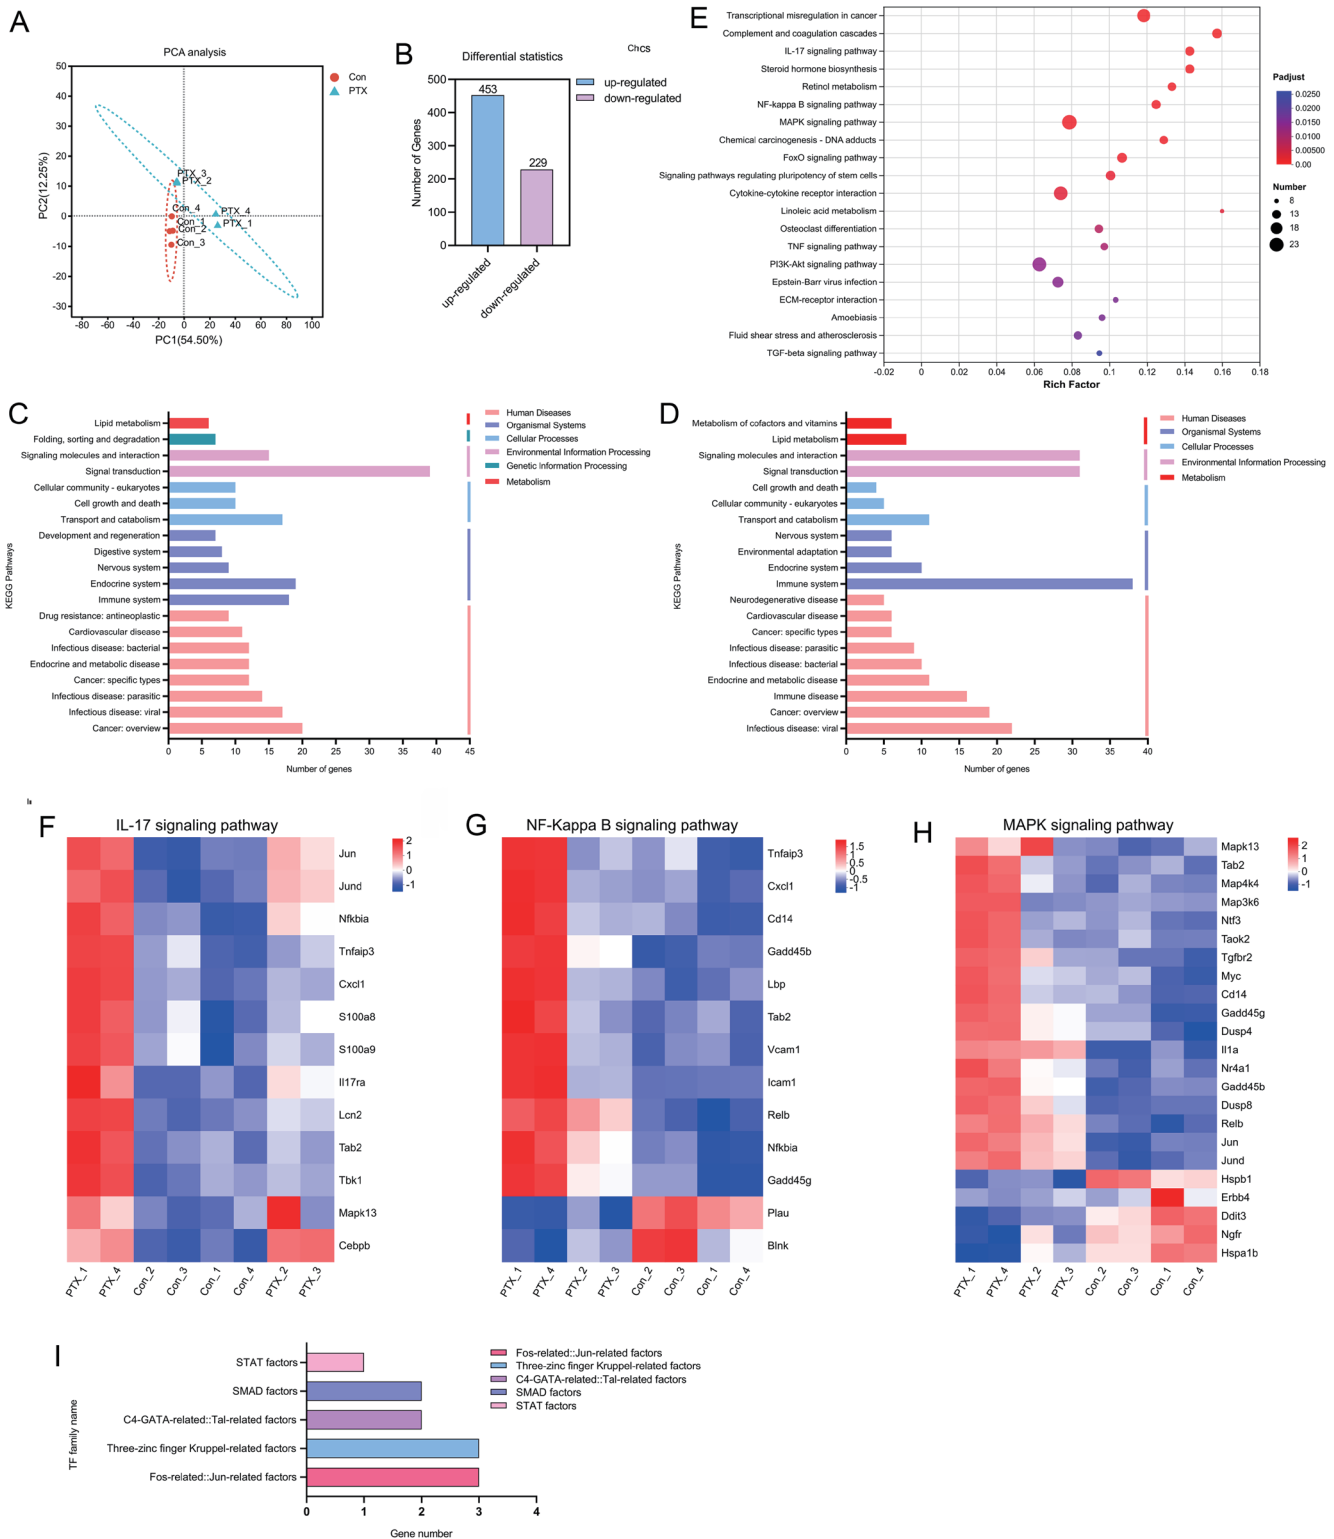 A
PCA analysis
50
40
30
20
10
0
-10
-20
-30
PC2(12.25%)
-80
-60
-40
-20
0
20
40
60
80
100
PC1(54.50%)
Con
PTX
PTX_3
PTX_2
Con_4
PTX_4
Con_1
PTX_1
Con_2
Con_3
B
Differential statistics
Chcs
up-regulated
down-regulated
500
400
300
200
100
0
Number of Genes
453
229
up-regulated
down-regulated
E
Transcriptional misregulation in cancer
Complement and coagulation cascades
IL-17 signaling pathway
Steroid hormone biosynthesis
Retinol metabolism
NF-kappa B signaling pathway
MAPK signaling pathway
Chemical carcinogenesis - DNA adducts
FoxO signaling pathway
Signaling pathways regulating pluripotency of stem cells
Cytokine-cytokine receptor interaction
Linoleic acid metabolism
Osteoclast differentiation
TNF signaling pathway
PI3K-Akt signaling pathway
Epstein-Barr virus infection
ECM-receptor interaction
Amoebiasis
Fluid shear stress and atherosclerosis
TGF-beta signaling pathway
-0.02
0
0.02
0.04
0.06
0.08
0.1
0.12
0.14
0.16
0.18
Rich Factor
Padjust
0.0250
0.0200
0.0150
0.0100
0.00500
0.00
Number
8
13
18
23
C
Lipid metabolism
Folding, sorting and degradation
Signaling molecules and interaction
Signal transduction
Cellular community - eukaryotes
Cell growth and death
Transport and catabolism
Development and regeneration
Digestive system
Nervous system
Endocrine system
Immune system
Drug resistance: antineoplastic
Cardiovascular disease
Infectious disease: bacterial
Endocrine and metabolic disease
Cancer: specific types
Infectious disease: parasitic
Infectious disease: viral
Cancer: overview
KEGG Pathways
0
5
10
15
20
25
30
35
40
45
Number of genes
Human Diseases
Organismal Systems
Cellular Processes
Environmental Information Processing
Genetic Information Processing
Metabolism
D
Metabolism of cofactors and vitamins
Lipid metabolism
Signaling molecules and interaction
Signal transduction
Cell growth and death
Cellular community - eukaryotes
Transport and catabolism
Nervous system
Environmental adaptation
Endocrine system
Immune system
Neurodegenerative disease
Cardiovascular disease
Cancer: specific types
Infectious disease: parasitic
Infectious disease: bacterial
Endocrine and metabolic disease
Immune disease
Cancer: overview
Infectious disease: viral
KEGG Pathways
0
5
10
15
20
25
30
35
40
Number of genes
Human Diseases
Organismal Systems
Cellular Processes
Environmental Information Processing
Metabolism
F
IL-17 signaling pathway
Jun
Jund
Nfkbia
Tnfaip3
Cxcl1
S100a8
S100a9
Il17ra
Lcn2
Tab2
Tbk1
Mapk13
Cebpb
2
1
0
-1
PTX_1
PTX_4
Con_2
Con_3
Con_1
Con_4
PTX_2
PTX_3
G
NF-Kappa B signaling pathway
Tnfaip3
Cxcl1
Cd14
Gadd45b
Lbp
Tab2
Vcam1
Icam1
Relb
Nfkbia
Gadd45g
Plau
Blnk
1.5
1
0.5
0
-0.5
-1
PTX_1
PTX_4
PTX_2
PTX_3
Con_2
Con_3
Con_1
Con_4
H
MAPK signaling pathway
Mapk13
Tab2
Map4k4
Map3k6
Ntf3
Taok2
Tgfbr2
Myc
Cd14
Gadd45g
Dusp4
Il1a
Nr4a1
Gadd45b
Dusp8
Relb
Jun
Jund
Hspb1
Erbb4
Ddit3
Ngfr
Hspa1b
2
1
0
-1
PTX_1
PTX_4
PTX_2
PTX_3
Con_2
Con_3
Con_1
Con_4
I
STAT factors
SMAD factors
C4-GATA-related::Tal-related factors
Three-zinc finger Kruppel-related factors
Fos-related::Jun-related factors
TF family name
0
1
2
3
4
Gene number
Fos-related::Jun-related factors
Three-zinc finger Kruppel-related factors
C4-GATA-related::Tal-related factors
SMAD factors
STAT factors